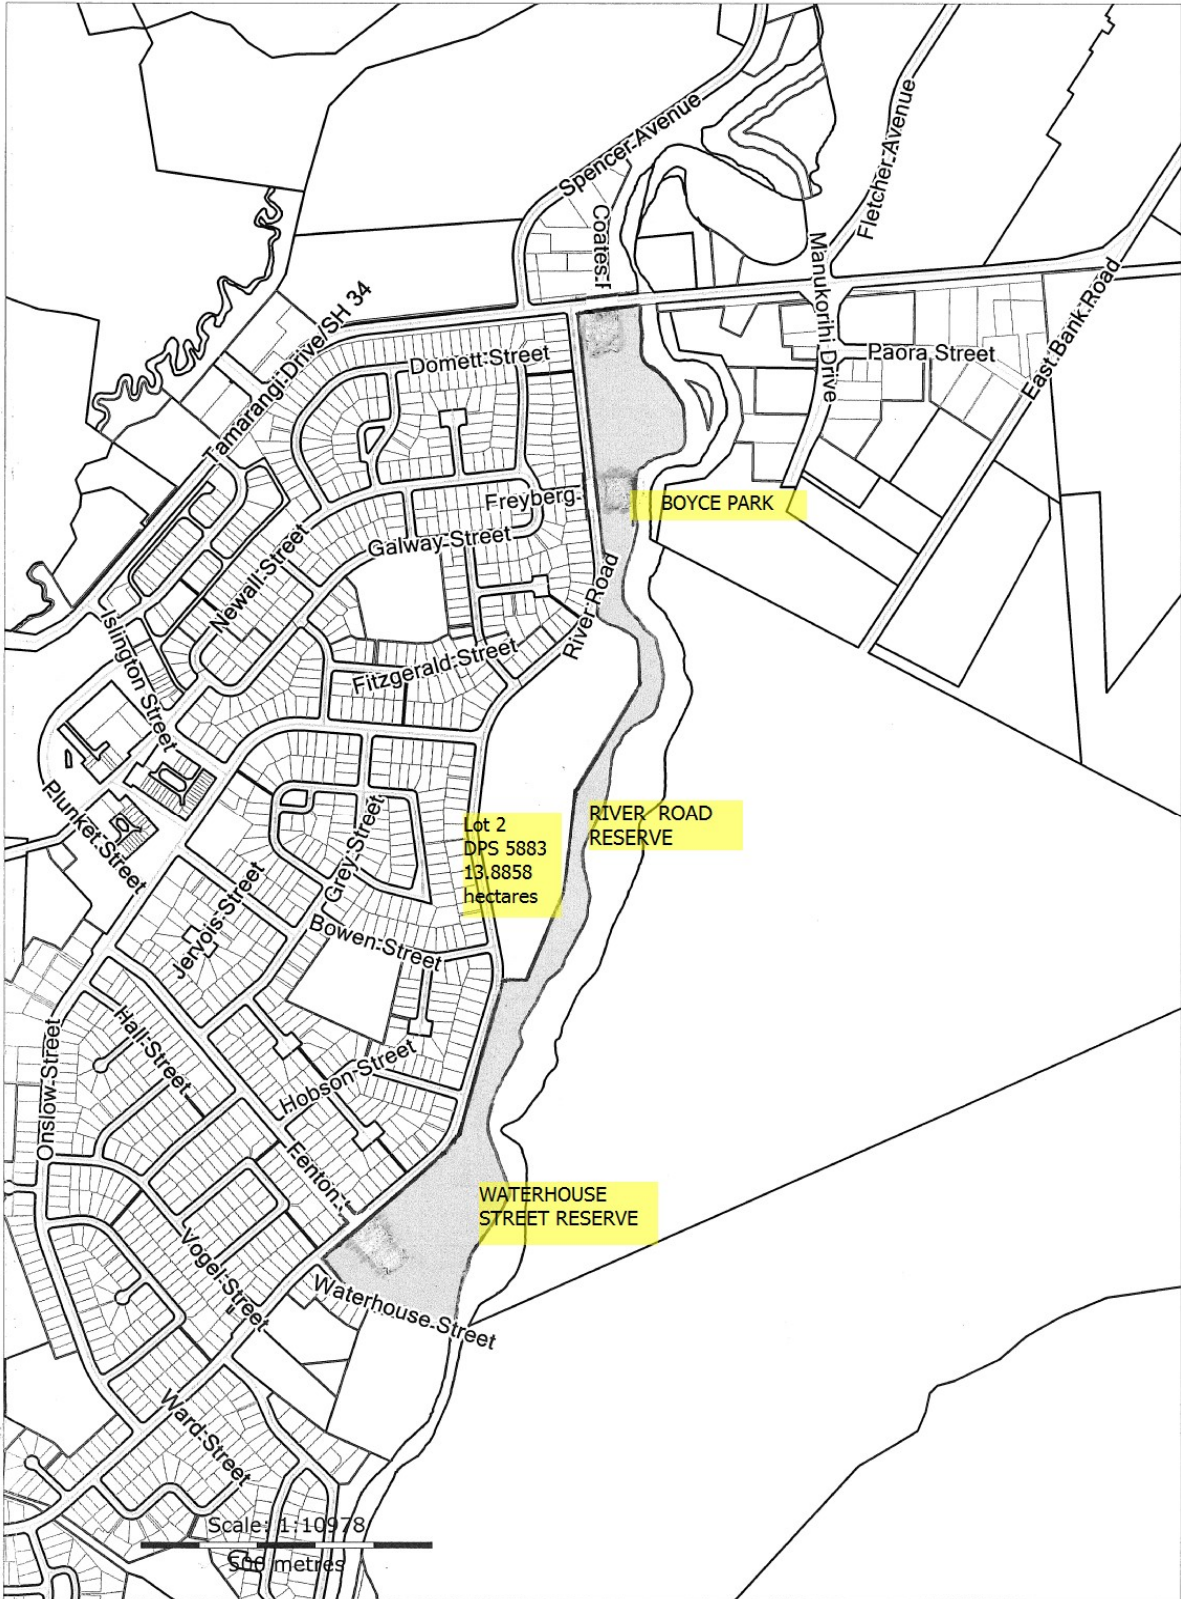 Spencer Avenue
Fletcher Avenue
Coates
Manukorihi Drive
East Bank Road
Tamarangi Drive/SH 34
Domett Street
Paora Street
Freyberg
BOYCE PARK
Galway Street
Newall Street
River Road
Islington Street
Fitzgerald Street
Plunket Street
Grey Street
Lot 2
DPS 5883
13.8858
hectares
RIVER ROAD
RESERVE
Jervois Street
Bowen Street
Hall Street
Onslow Street
Hobson Street
Fenton
WATERHOUSE
STREET RESERVE
Vogel Street
Waterhouse Street
Ward Street
Scale: 1:10978
500 metres